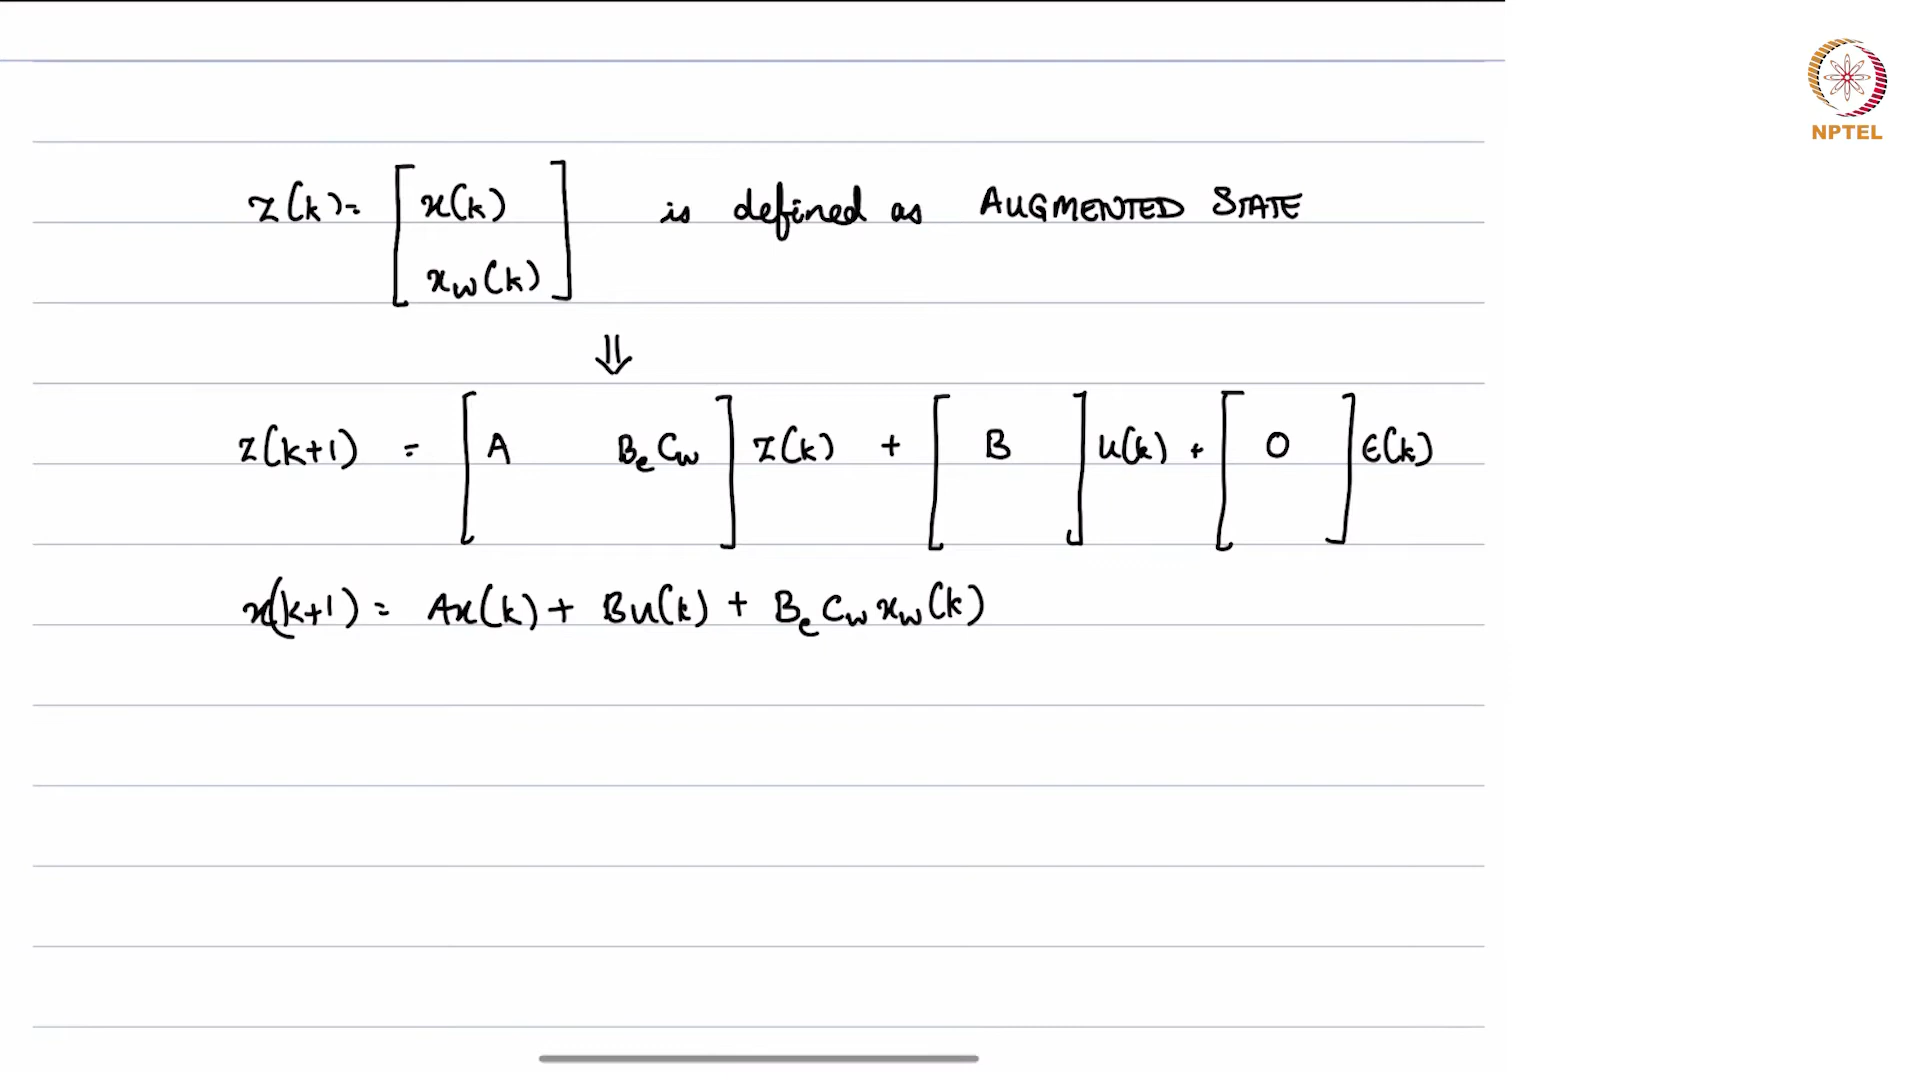 NPTEL
z(k)= [ x(k) ] is defined as AUGMENTED STATE
[ x_w(k) ]
⇓
z(k+1) = [ A B_e C_w ] z(k) + [ B ] u(k) + [ 0 ] ε(k)
x(k+1) = Ax(k) + Bu(k) + B_e C_w x_w(k)